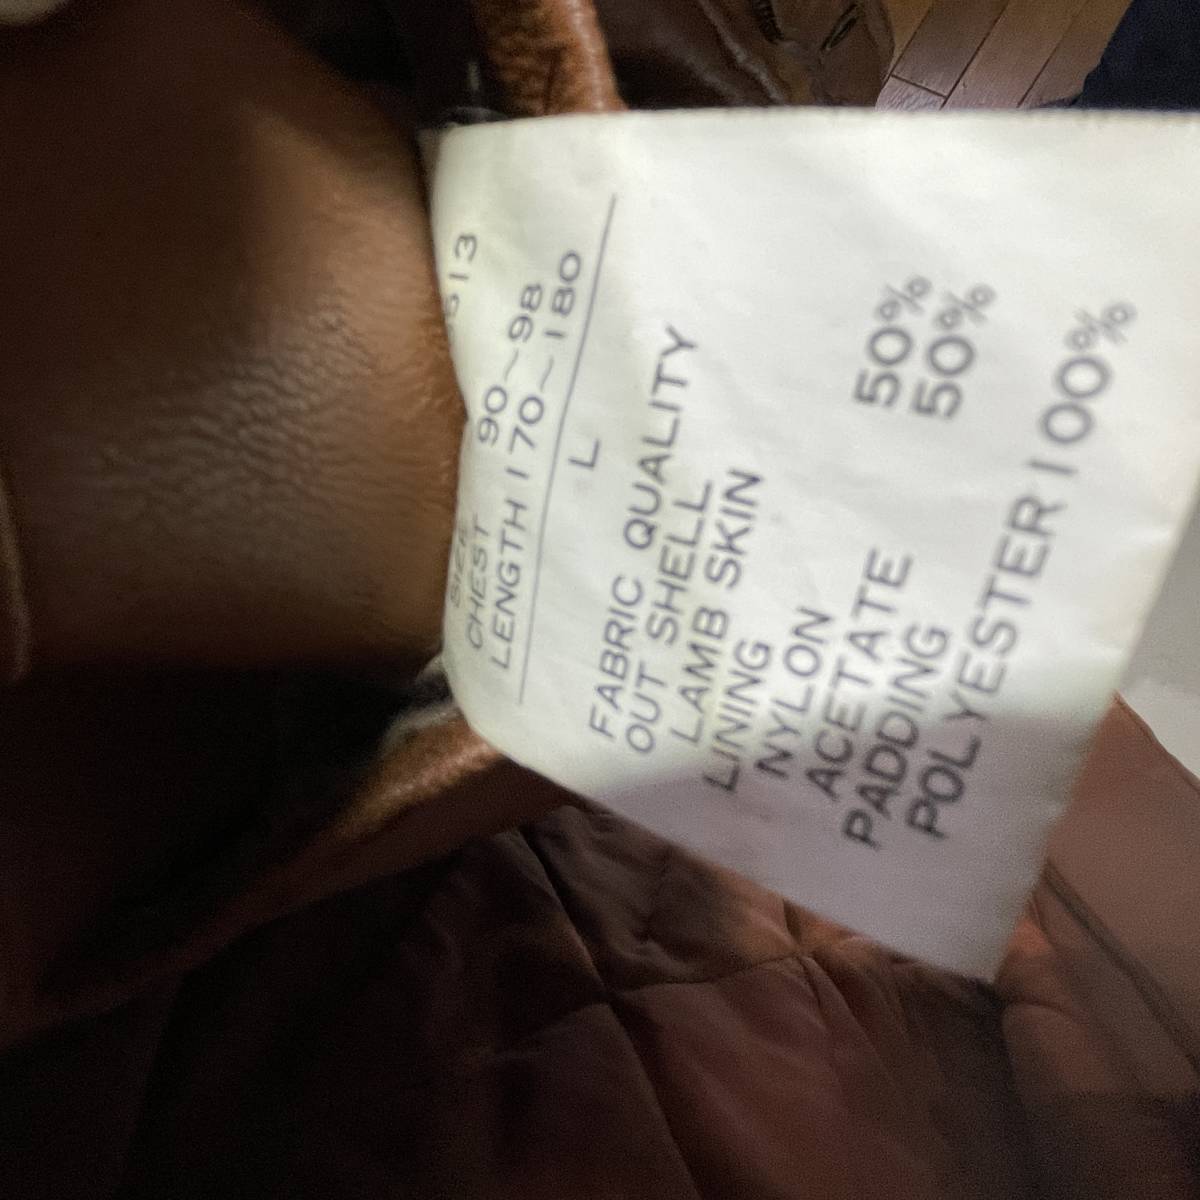 513
SIZE
CHEST 90~98
LENGTH 170~180
L
FABRIC QUALITY
OUT SHELL
LAMB SKIN
LINING
NYLON 50%
ACETATE 50%
PADDING
POLYESTER 100%